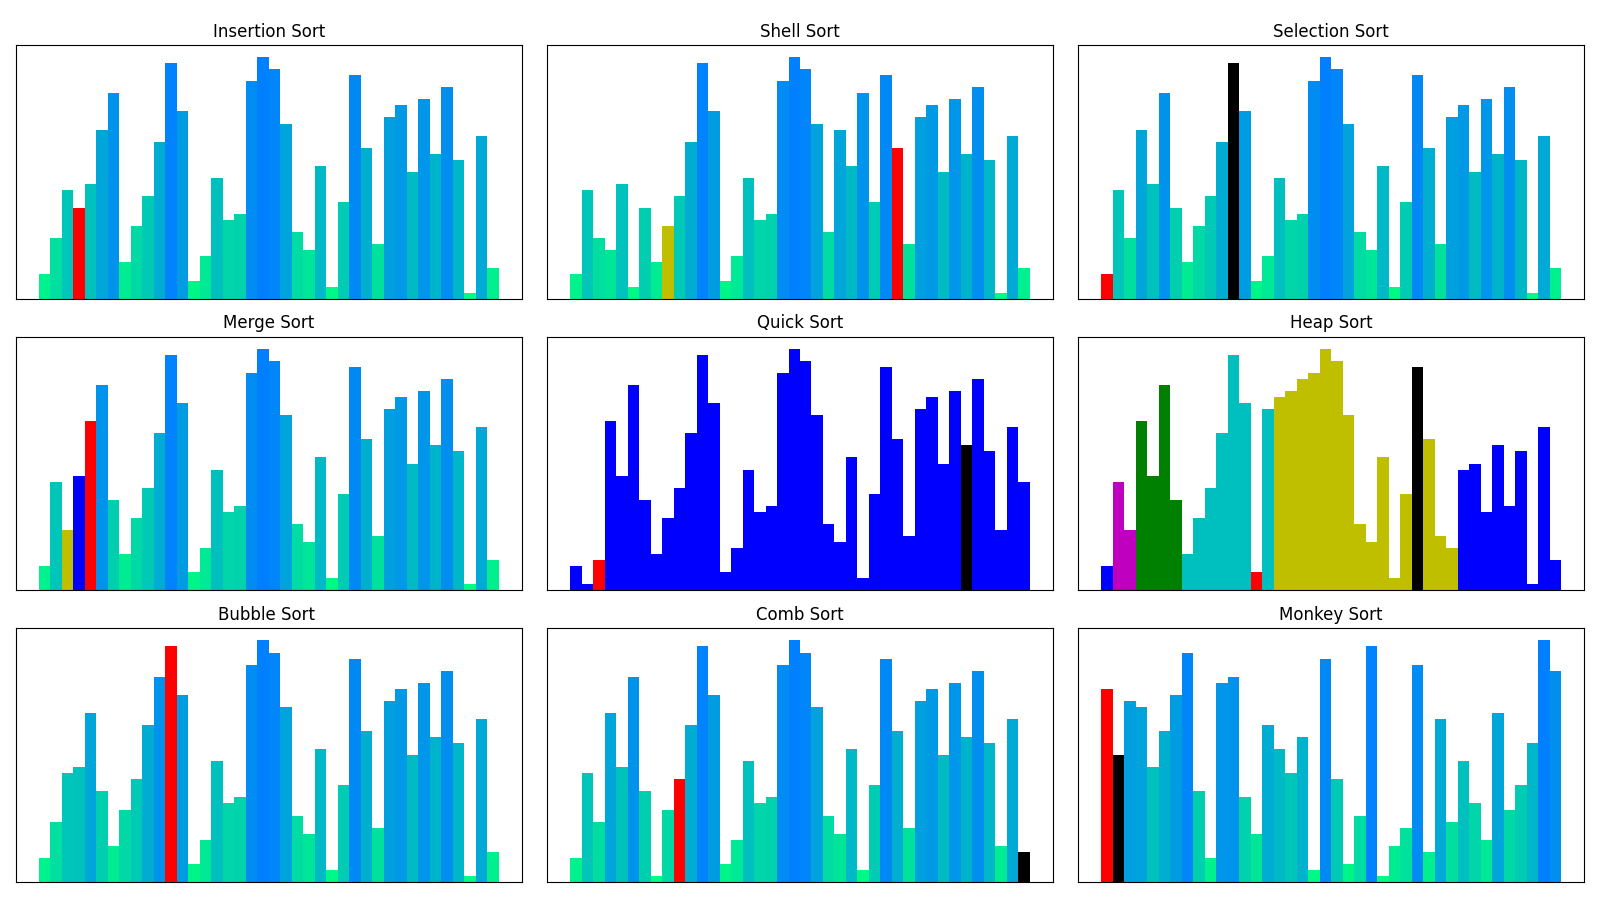 Insertion Sort
Shell Sort
Selection Sort
Merge Sort
Quick Sort
Heap Sort
Bubble Sort
Comb Sort
Monkey Sort